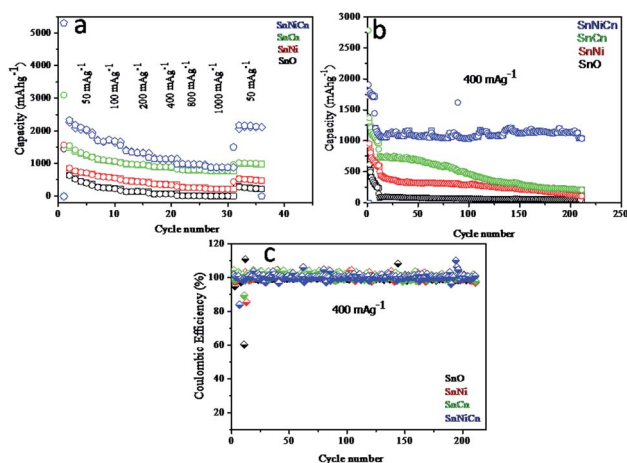 a
SnNiCn
SnCn
SnNi
SnO
50 mAg-1
100 mAg-1
200 mAg-1
400 mAg-1
800 mAg-1
1000 mAg-1
50 mAg-1
Capacity (mAhg-1)
6000
5000
4000
3000
2000
1000
0
0 10 20 30 40
Cycle number
b
SnNiCn
SnCn
SnNi
SnO
400 mAg-1
Capacity (mAhg-1)
3000
2500
2000
1500
1000
500
0
0 50 100 150 200 250
Cycle number
c
400 mAg-1
SnO
SnNi
SnCn
SnNiCn
Coulombic Efficiency (%)
120
100
80
60
40
20
0 50 100 150 200
Cycle number